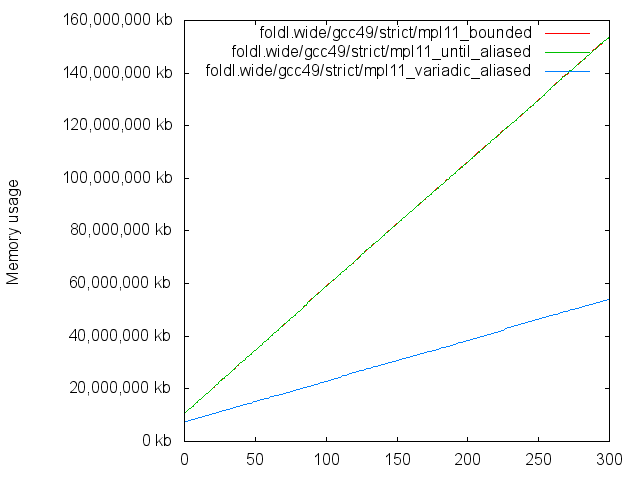 160,000,000 kb
140,000,000 kb
120,000,000 kb
100,000,000 kb
80,000,000 kb
60,000,000 kb
40,000,000 kb
20,000,000 kb
0 kb
Memory usage
foldl.wide/gcc49/strict/mpl11_bounded
foldl.wide/gcc49/strict/mpl11_until_aliased
foldl.wide/gcc49/strict/mpl11_variadic_aliased
0 50 100 150 200 250 300